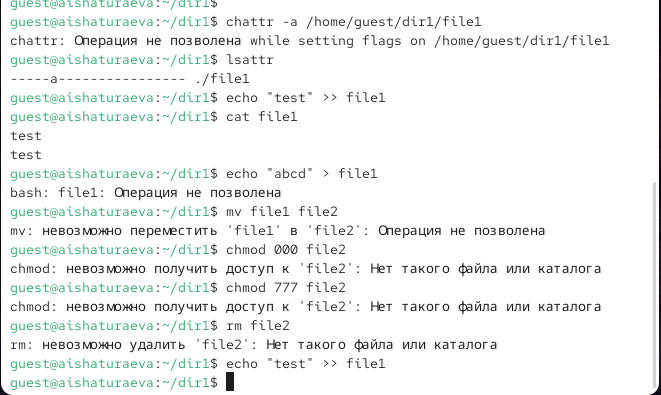 guest@aishaturaeva:~/dir1$
guest@aishaturaeva:~/dir1$ chattr -a /home/guest/dir1/file1
chattr: Операция не позволена while setting flags on /home/guest/dir1/file1
guest@aishaturaeva:~/dir1$ lsattr
-----a---------------- ./file1
guest@aishaturaeva:~/dir1$ echo "test" >> file1
guest@aishaturaeva:~/dir1$ cat file1
test
test
guest@aishaturaeva:~/dir1$ echo "abcd" > file1
bash: file1: Операция не позволена
guest@aishaturaeva:~/dir1$ mv file1 file2
mv: невозможно переместить 'file1' в 'file2': Операция не позволена
guest@aishaturaeva:~/dir1$ chmod 000 file2
chmod: невозможно получить доступ к 'file2': Нет такого файла или каталога
guest@aishaturaeva:~/dir1$ chmod 777 file2
chmod: невозможно получить доступ к 'file2': Нет такого файла или каталога
guest@aishaturaeva:~/dir1$ rm file2
rm: невозможно удалить 'file2': Нет такого файла или каталога
guest@aishaturaeva:~/dir1$ echo "test" >> file1
guest@aishaturaeva:~/dir1$